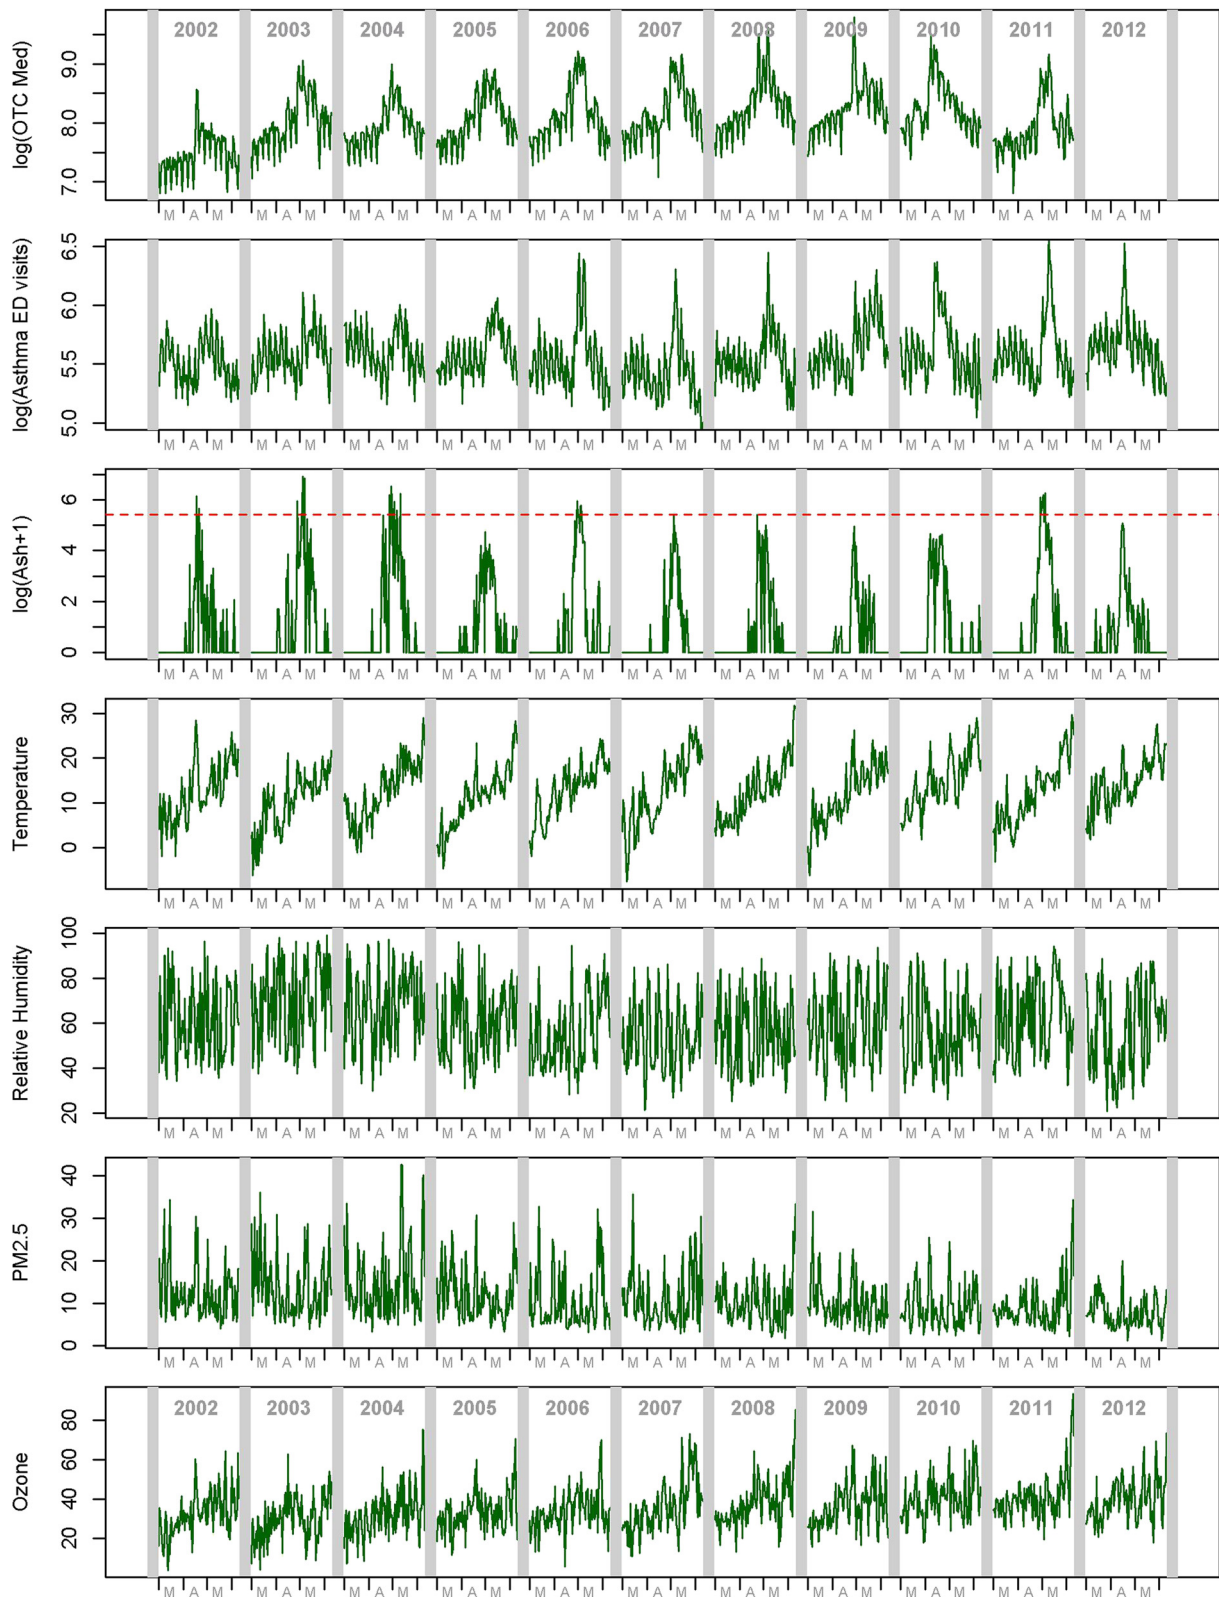 2002 2003 2004 2005 2006 2007 2008 2009 2010 2011 2012
log(OTC Med)
9.0
8.0
7.0
M A M M A M M A M M A M M A M M A M M A M M A M M A M M A M M A M
log(Asthma ED visits)
6.5
6.0
5.5
5.0
M A M M A M M A M M A M M A M M A M M A M M A M M A M M A M M A M
log(Ash+1)
6
4
2
0
M A M M A M M A M M A M M A M M A M M A M M A M M A M M A M M A M
Temperature
30
20
10
0
M A M M A M M A M M A M M A M M A M M A M M A M M A M M A M M A M
Relative Humidity
100
80
60
40
20
M A M M A M M A M M A M M A M M A M M A M M A M M A M M A M M A M
PM2.5
40
30
20
10
0
M A M M A M M A M M A M M A M M A M M A M M A M M A M M A M M A M
2002 2003 2004 2005 2006 2007 2008 2009 2010 2011 2012
Ozone
80
60
40
20
M A M M A M M A M M A M M A M M A M M A M M A M M A M M A M M A M